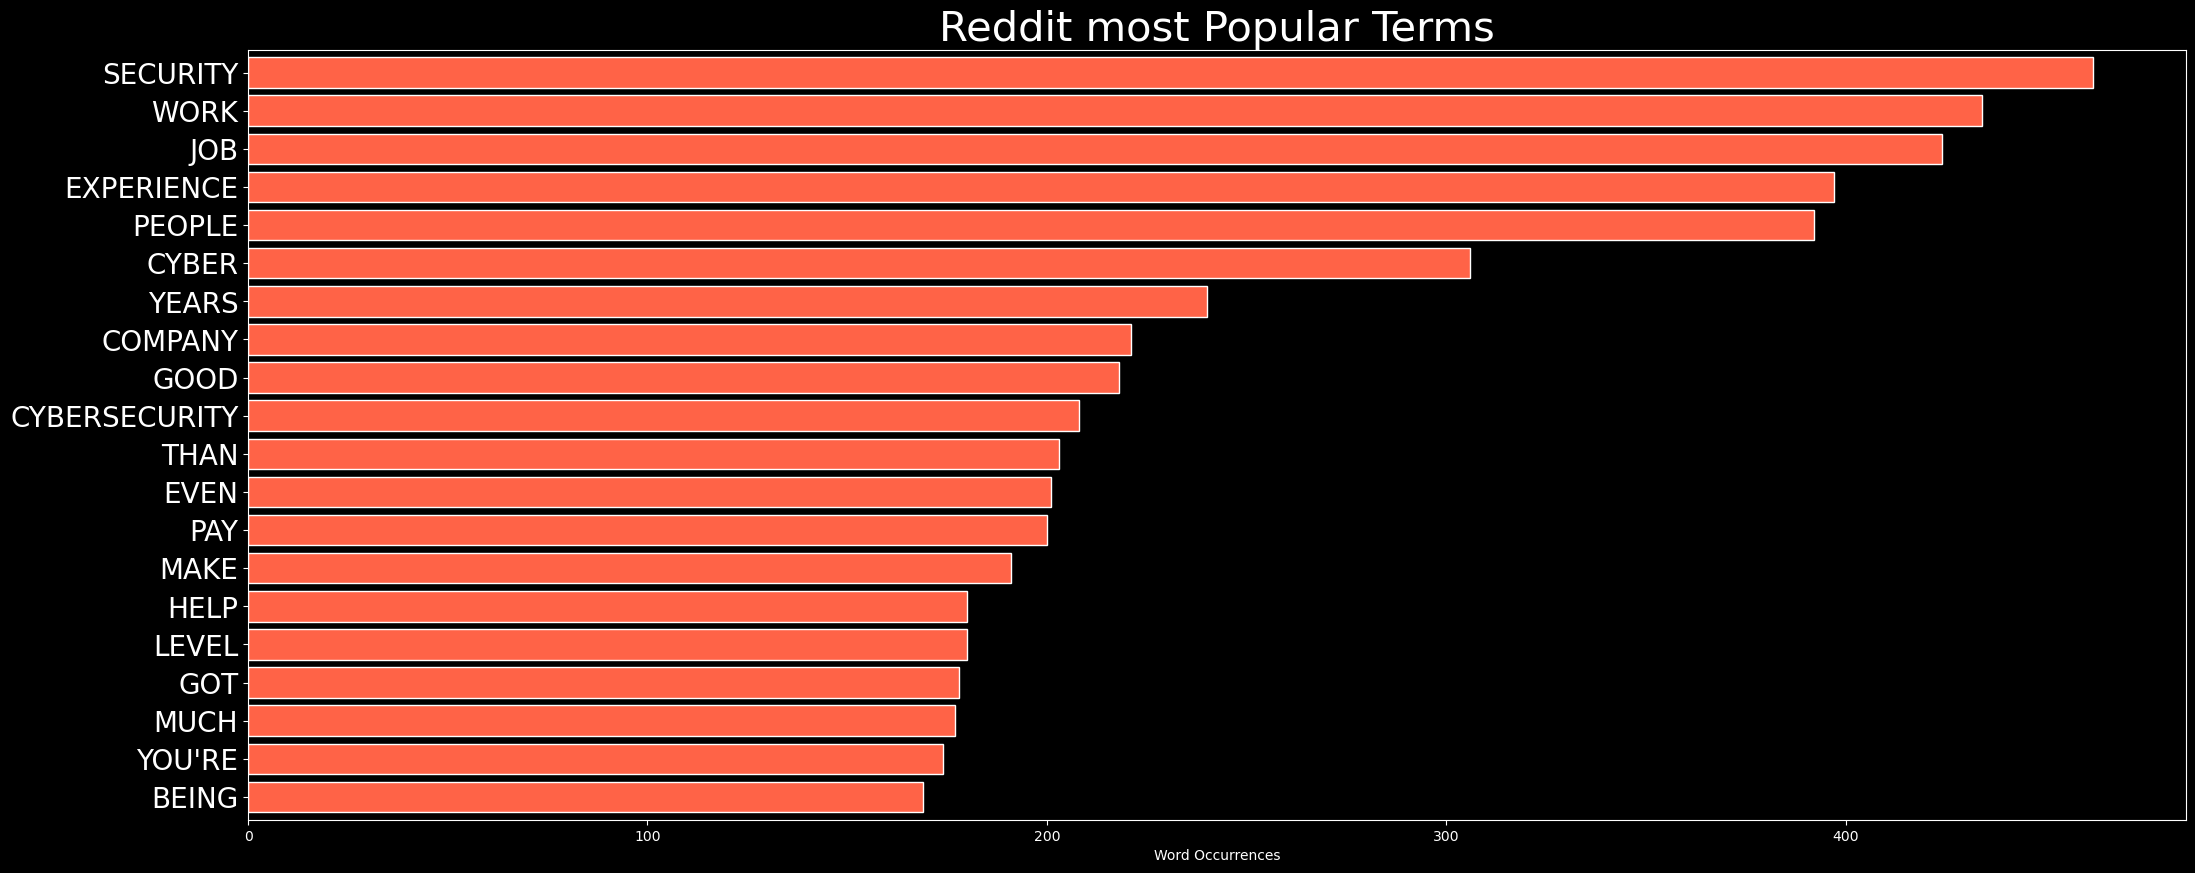 Reddit most Popular Terms
SECURITY
WORK
JOB
EXPERIENCE
PEOPLE
CYBER
YEARS
COMPANY
GOOD
CYBERSECURITY
THAN
EVEN
PAY
MAKE
HELP
LEVEL
GOT
MUCH
YOU'RE
BEING
0 100 200 300 400
Word Occurrences